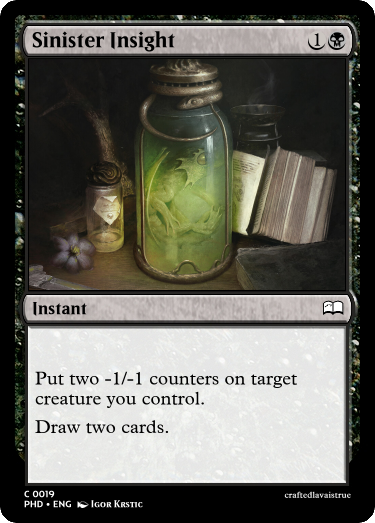 Sinister Insight 1
Instant
Put two -1/-1 counters on target
creature you control.
Draw two cards.
C 0019
PHD • ENG Igor Krstic
craftedlavaistrue